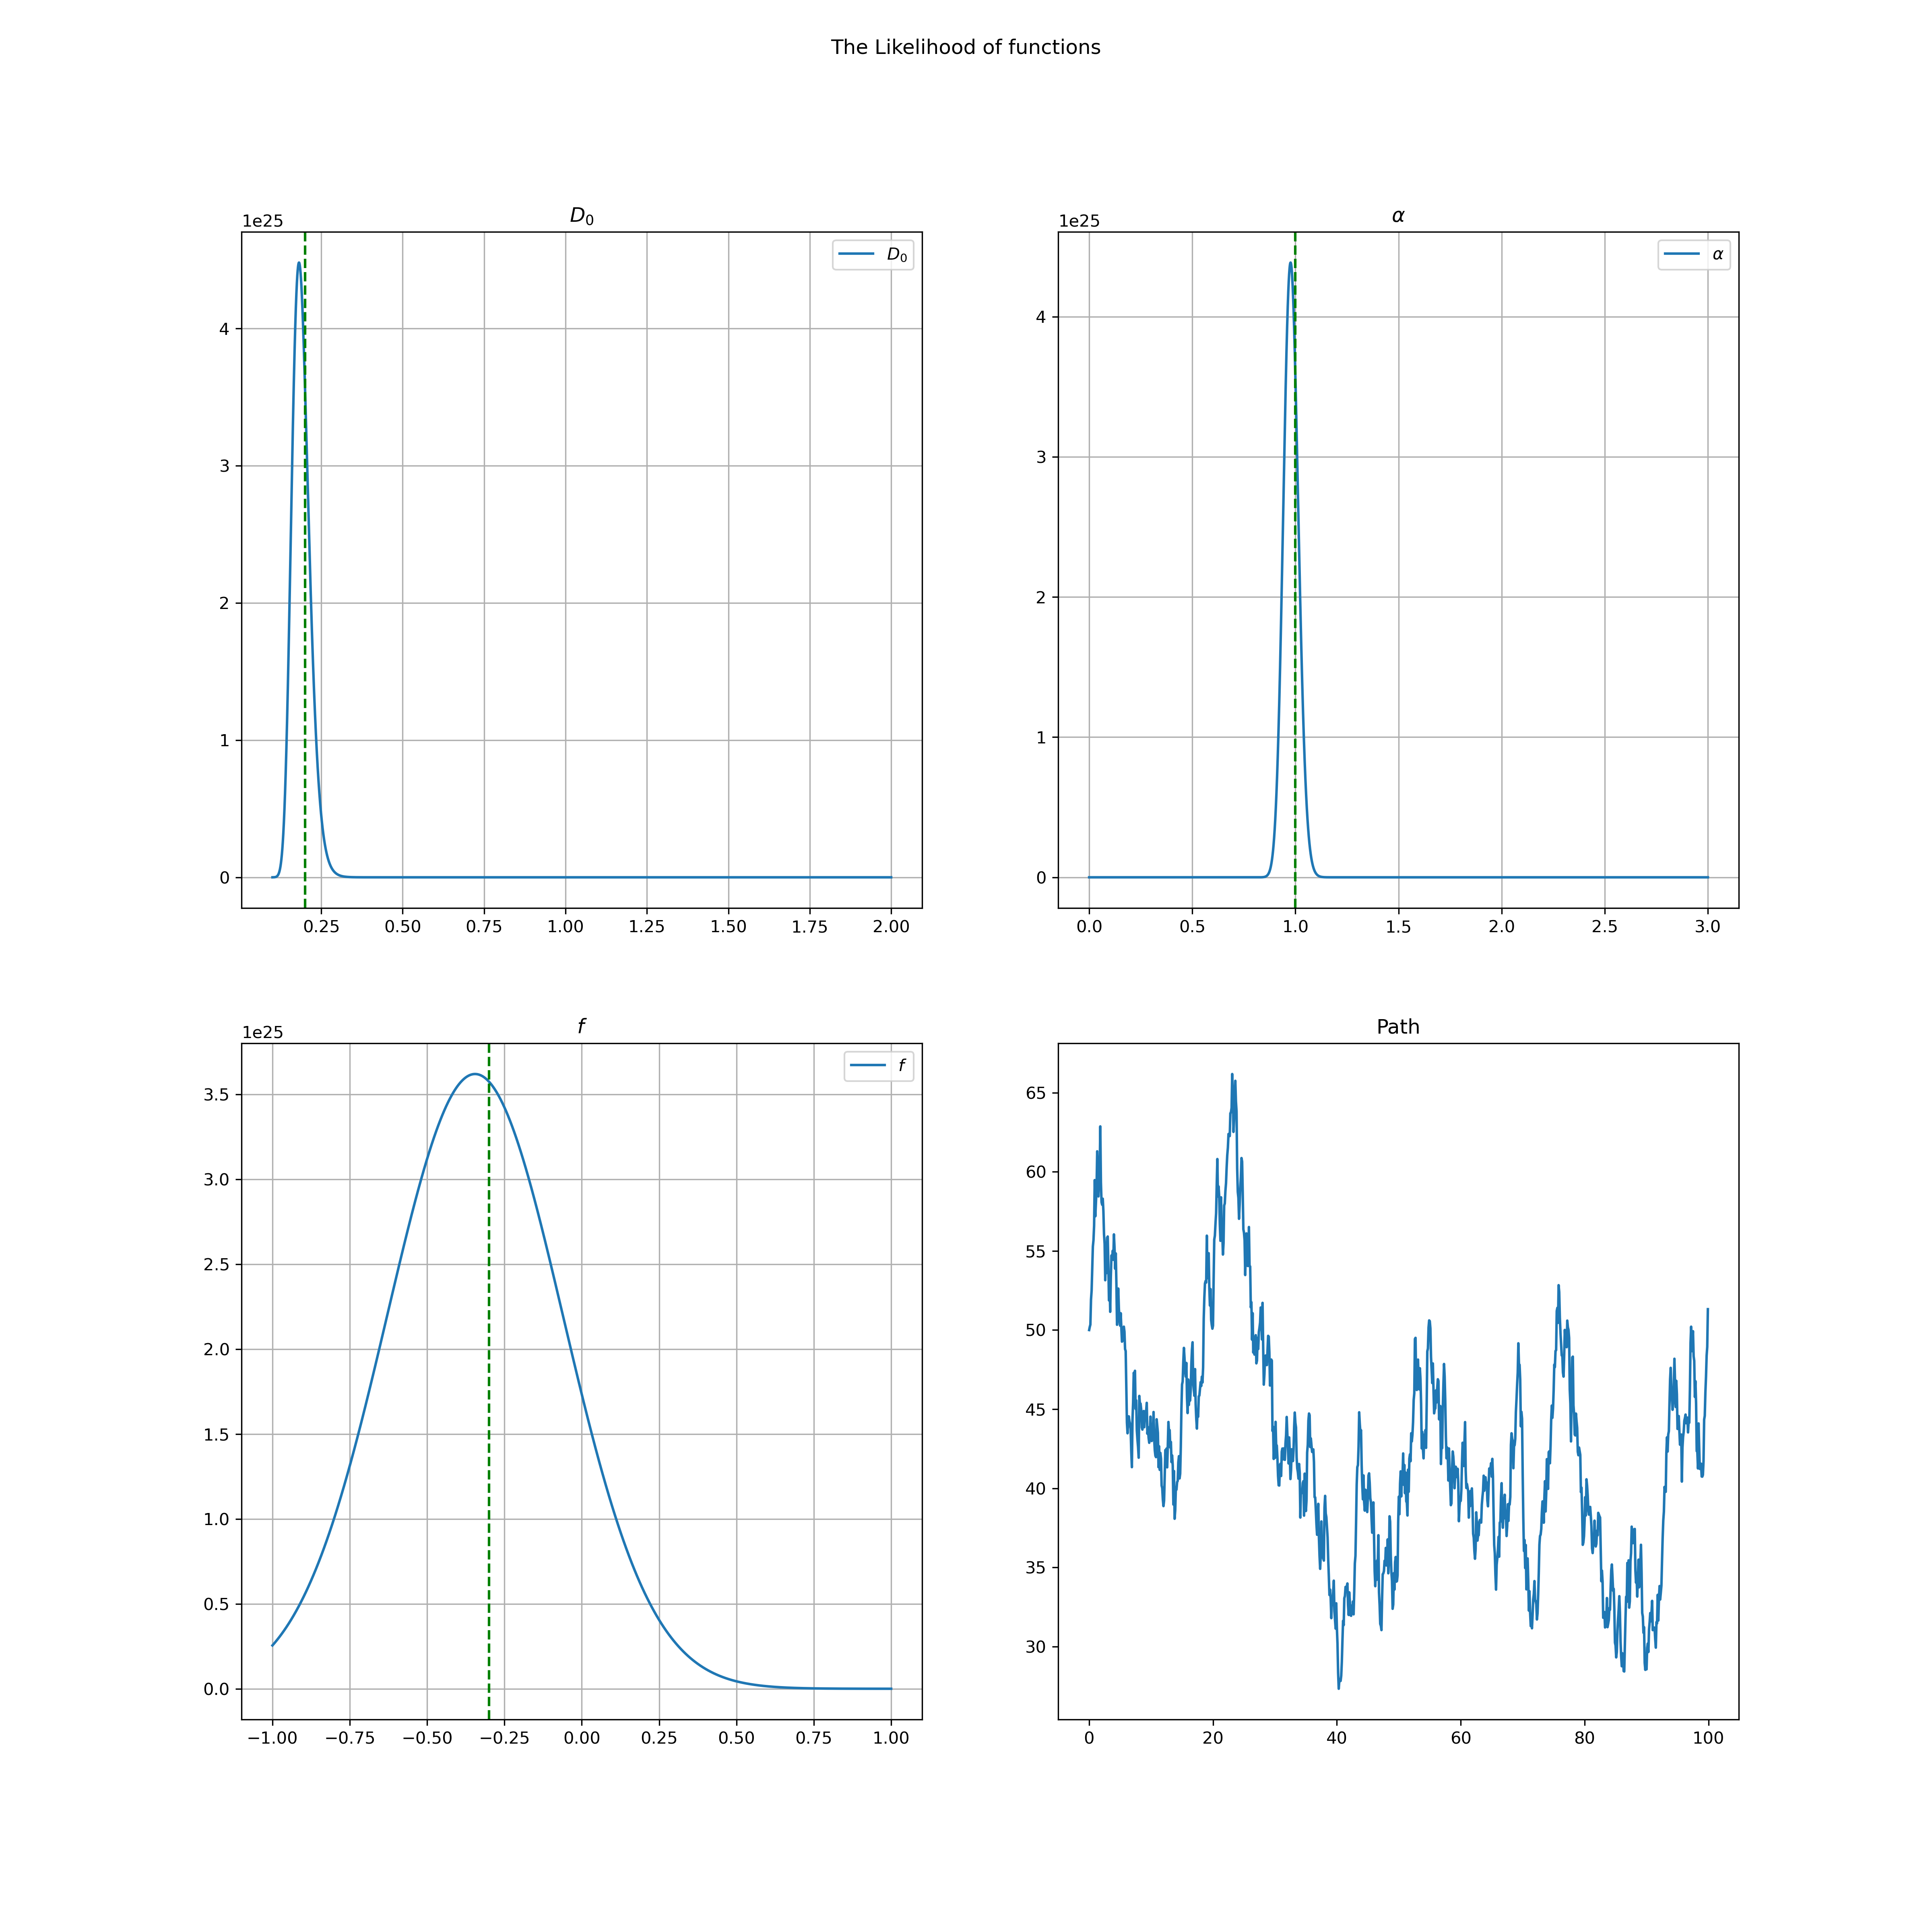 The Likelihood of functions
1e25
D₀
D₀
4
3
2
1
0
0.25 0.50 0.75 1.00 1.25 1.50 1.75 2.00
1e25
α
α
4
3
2
1
0
0.0 0.5 1.0 1.5 2.0 2.5 3.0
1e25
f
f
3.5
3.0
2.5
2.0
1.5
1.0
0.5
0.0
−1.00 −0.75 −0.50 −0.25 0.00 0.25 0.50 0.75 1.00
Path
65
60
55
50
45
40
35
30
0 20 40 60 80 100